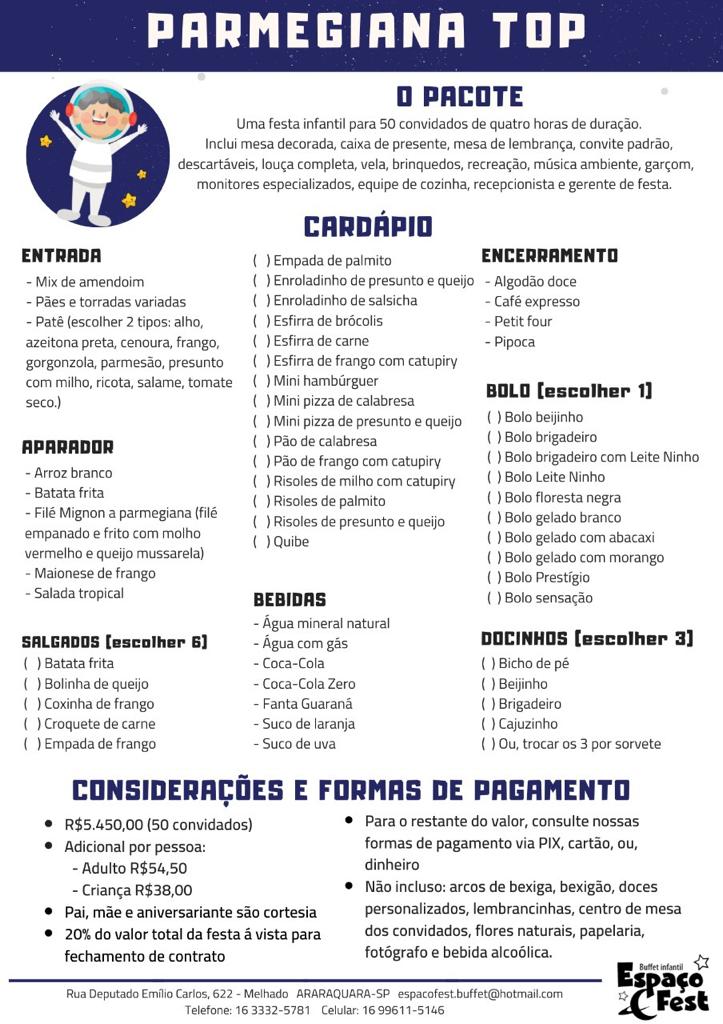 PARMEGIANA TOP
O PACOTE
Uma festa infantil para 50 convidados de quatro horas de duração.
Inclui mesa decorada, caixa de presente, mesa de lembrança, convite padrão,
descartáveis, louça completa, vela, brinquedos, recreação, música ambiente, garçom,
monitores especializados, equipe de cozinha, recepcionista e gerente de festa.
CARDÁPIO
ENTRADA
- Mix de amendoim
- Pães e torradas variadas
- Patê (escolher 2 tipos: alho,
azeitona preta, cenoura, frango,
gorgonzola, parmesão, presunto
com milho, ricota, salame, tomate
seco.)
APARADOR
- Arroz branco
- Batata frita
- Filé Mignon a parmegiana (filé
empanado e frito com molho
vermelho e queijo mussarela)
- Maionese de frango
- Salada tropical
SALGADOS (escolher 6)
( ) Batata frita
( ) Bolinha de queijo
( ) Coxinha de frango
( ) Croquete de carne
( ) Empada de frango
( ) Empada de palmito
( ) Enroladinho de presunto e queijo
( ) Enroladinho de salsicha
( ) Esfirra de brócolis
( ) Esfirra de carne
( ) Esfirra de frango com catupiry
( ) Mini hambúrguer
( ) Mini pizza de calabresa
( ) Mini pizza de presunto e queijo
( ) Pão de calabresa
( ) Pão de frango com catupiry
( ) Risoles de milho com catupiry
( ) Risoles de palmito
( ) Risoles de presunto e queijo
( ) Quibe
BEBIDAS
- Água mineral natural
- Água com gás
- Coca-Cola
- Coca-Cola Zero
- Fanta Guaraná
- Suco de laranja
- Suco de uva
ENCERRAMENTO
- Algodão doce
- Café expresso
- Petit four
- Pipoca
BOLO (escolher 1)
( ) Bolo beijinho
( ) Bolo brigadeiro
( ) Bolo brigadeiro com Leite Ninho
( ) Bolo Leite Ninho
( ) Bolo floresta negra
( ) Bolo gelado branco
( ) Bolo gelado com abacaxi
( ) Bolo gelado com morango
( ) Bolo Prestígio
( ) Bolo sensação
DOCINHOS (escolher 3)
( ) Bicho de pé
( ) Beijinho
( ) Brigadeiro
( ) Cajuzinho
( ) Ou, trocar os 3 por sorvete
CONSIDERAÇÕES E FORMAS DE PAGAMENTO
• R$5.450,00 (50 convidados)
• Adicional por pessoa:
- Adulto R$54,50
- Criança R$38,00
• Pai, mãe e aniversariante são cortesia
• 20% do valor total da festa á vista para
fechamento de contrato
• Para o restante do valor, consulte nossas
formas de pagamento via PIX, cartão, ou,
dinheiro
• Não incluso: arcos de bexiga, bexigão, doces
personalizados, lembrancinhas, centro de mesa
dos convidados, flores naturais, papelaria,
fotógrafo e bebida alcoólica.
Rua Deputado Emílio Carlos, 622 - Melhado ARARAQUARA-SP espacofest.buffet@hotmail.com
Telefone: 16 3332-5781 Celular: 16 99611-5146
Buffet infantil
Espaço
Fest